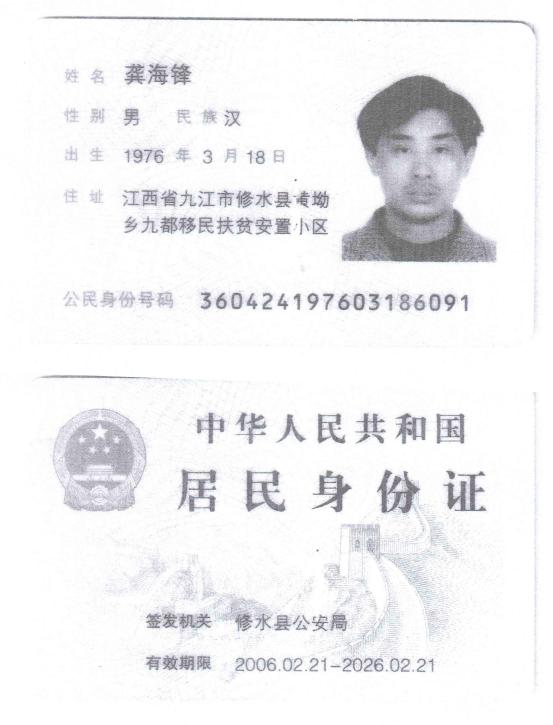 姓名 龚海锋
性别 男 民族 汉
出生 1976 年 3 月 18 日
住址 江西省九江市修水县黄坳
乡九都移民扶贫安置小区
公民身份号码 360424197603186091
中华人民共和国
居民身份证
签发机关 修水县公安局
有效期限 2006.02.21-2026.02.21